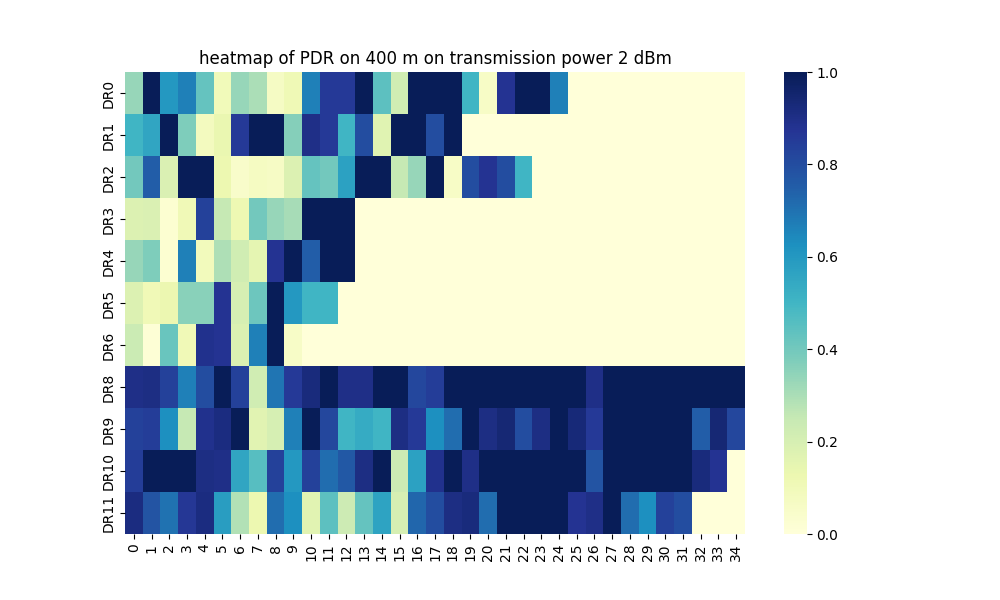 heatmap of PDR on 400 m on transmission power 2 dBm
DR0
DR1
DR2
DR3
DR4
DR5
DR6
DR8
DR9
DR10
DR11
0 1 2 3 4 5 6 7 8 9 10 11 12 13 14 15 16 17 18 19 20 21 22 23 24 25 26 27 28 29 30 31 32 33 34
1.0
0.8
0.6
0.4
0.2
0.0